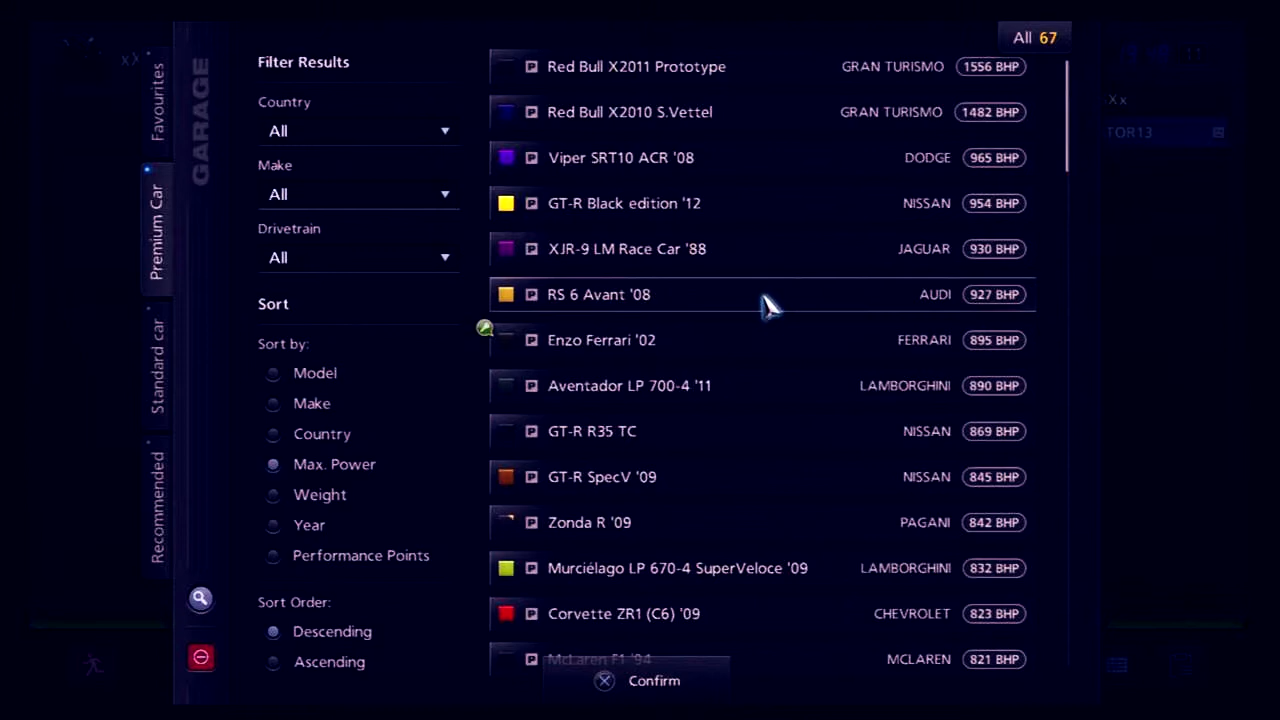 All 67
xX
Favourites
Premium Car
Standard car
Recommended
GARAGE
Filter Results
Country
All
Make
All
Drivetrain
All
Sort
Sort by:
Model
Make
Country
Max. Power
Weight
Year
Performance Points
Sort Order:
Descending
Ascending
P Red Bull X2011 Prototype GRAN TURISMO 1556 BHP
P Red Bull X2010 S.Vettel GRAN TURISMO 1482 BHP
P Viper SRT10 ACR '08 DODGE 965 BHP
P GT-R Black edition '12 NISSAN 954 BHP
P XJR-9 LM Race Car '88 JAGUAR 930 BHP
P RS 6 Avant '08 AUDI 927 BHP
P Enzo Ferrari '02 FERRARI 895 BHP
P Aventador LP 700-4 '11 LAMBORGHINI 890 BHP
P GT-R R35 TC NISSAN 869 BHP
P GT-R SpecV '09 NISSAN 845 BHP
P Zonda R '09 PAGANI 842 BHP
P Murciélago LP 670-4 SuperVeloce '09 LAMBORGHINI 832 BHP
P Corvette ZR1 (C6) '09 CHEVROLET 823 BHP
P McLaren F1 '94 MCLAREN 821 BHP
Confirm
Xx
TOR13